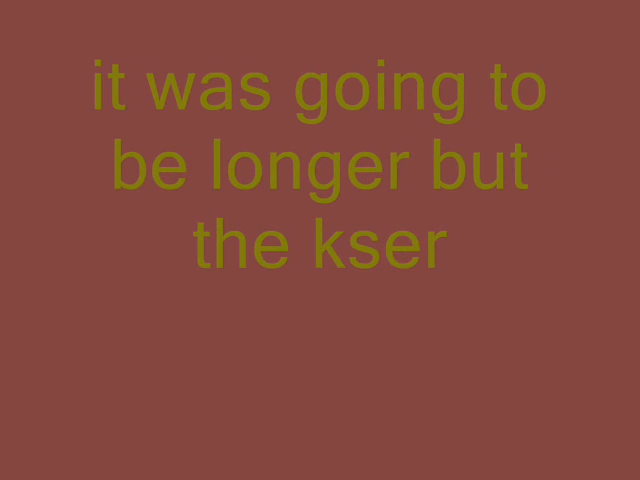 it was going to
be longer but
the kser